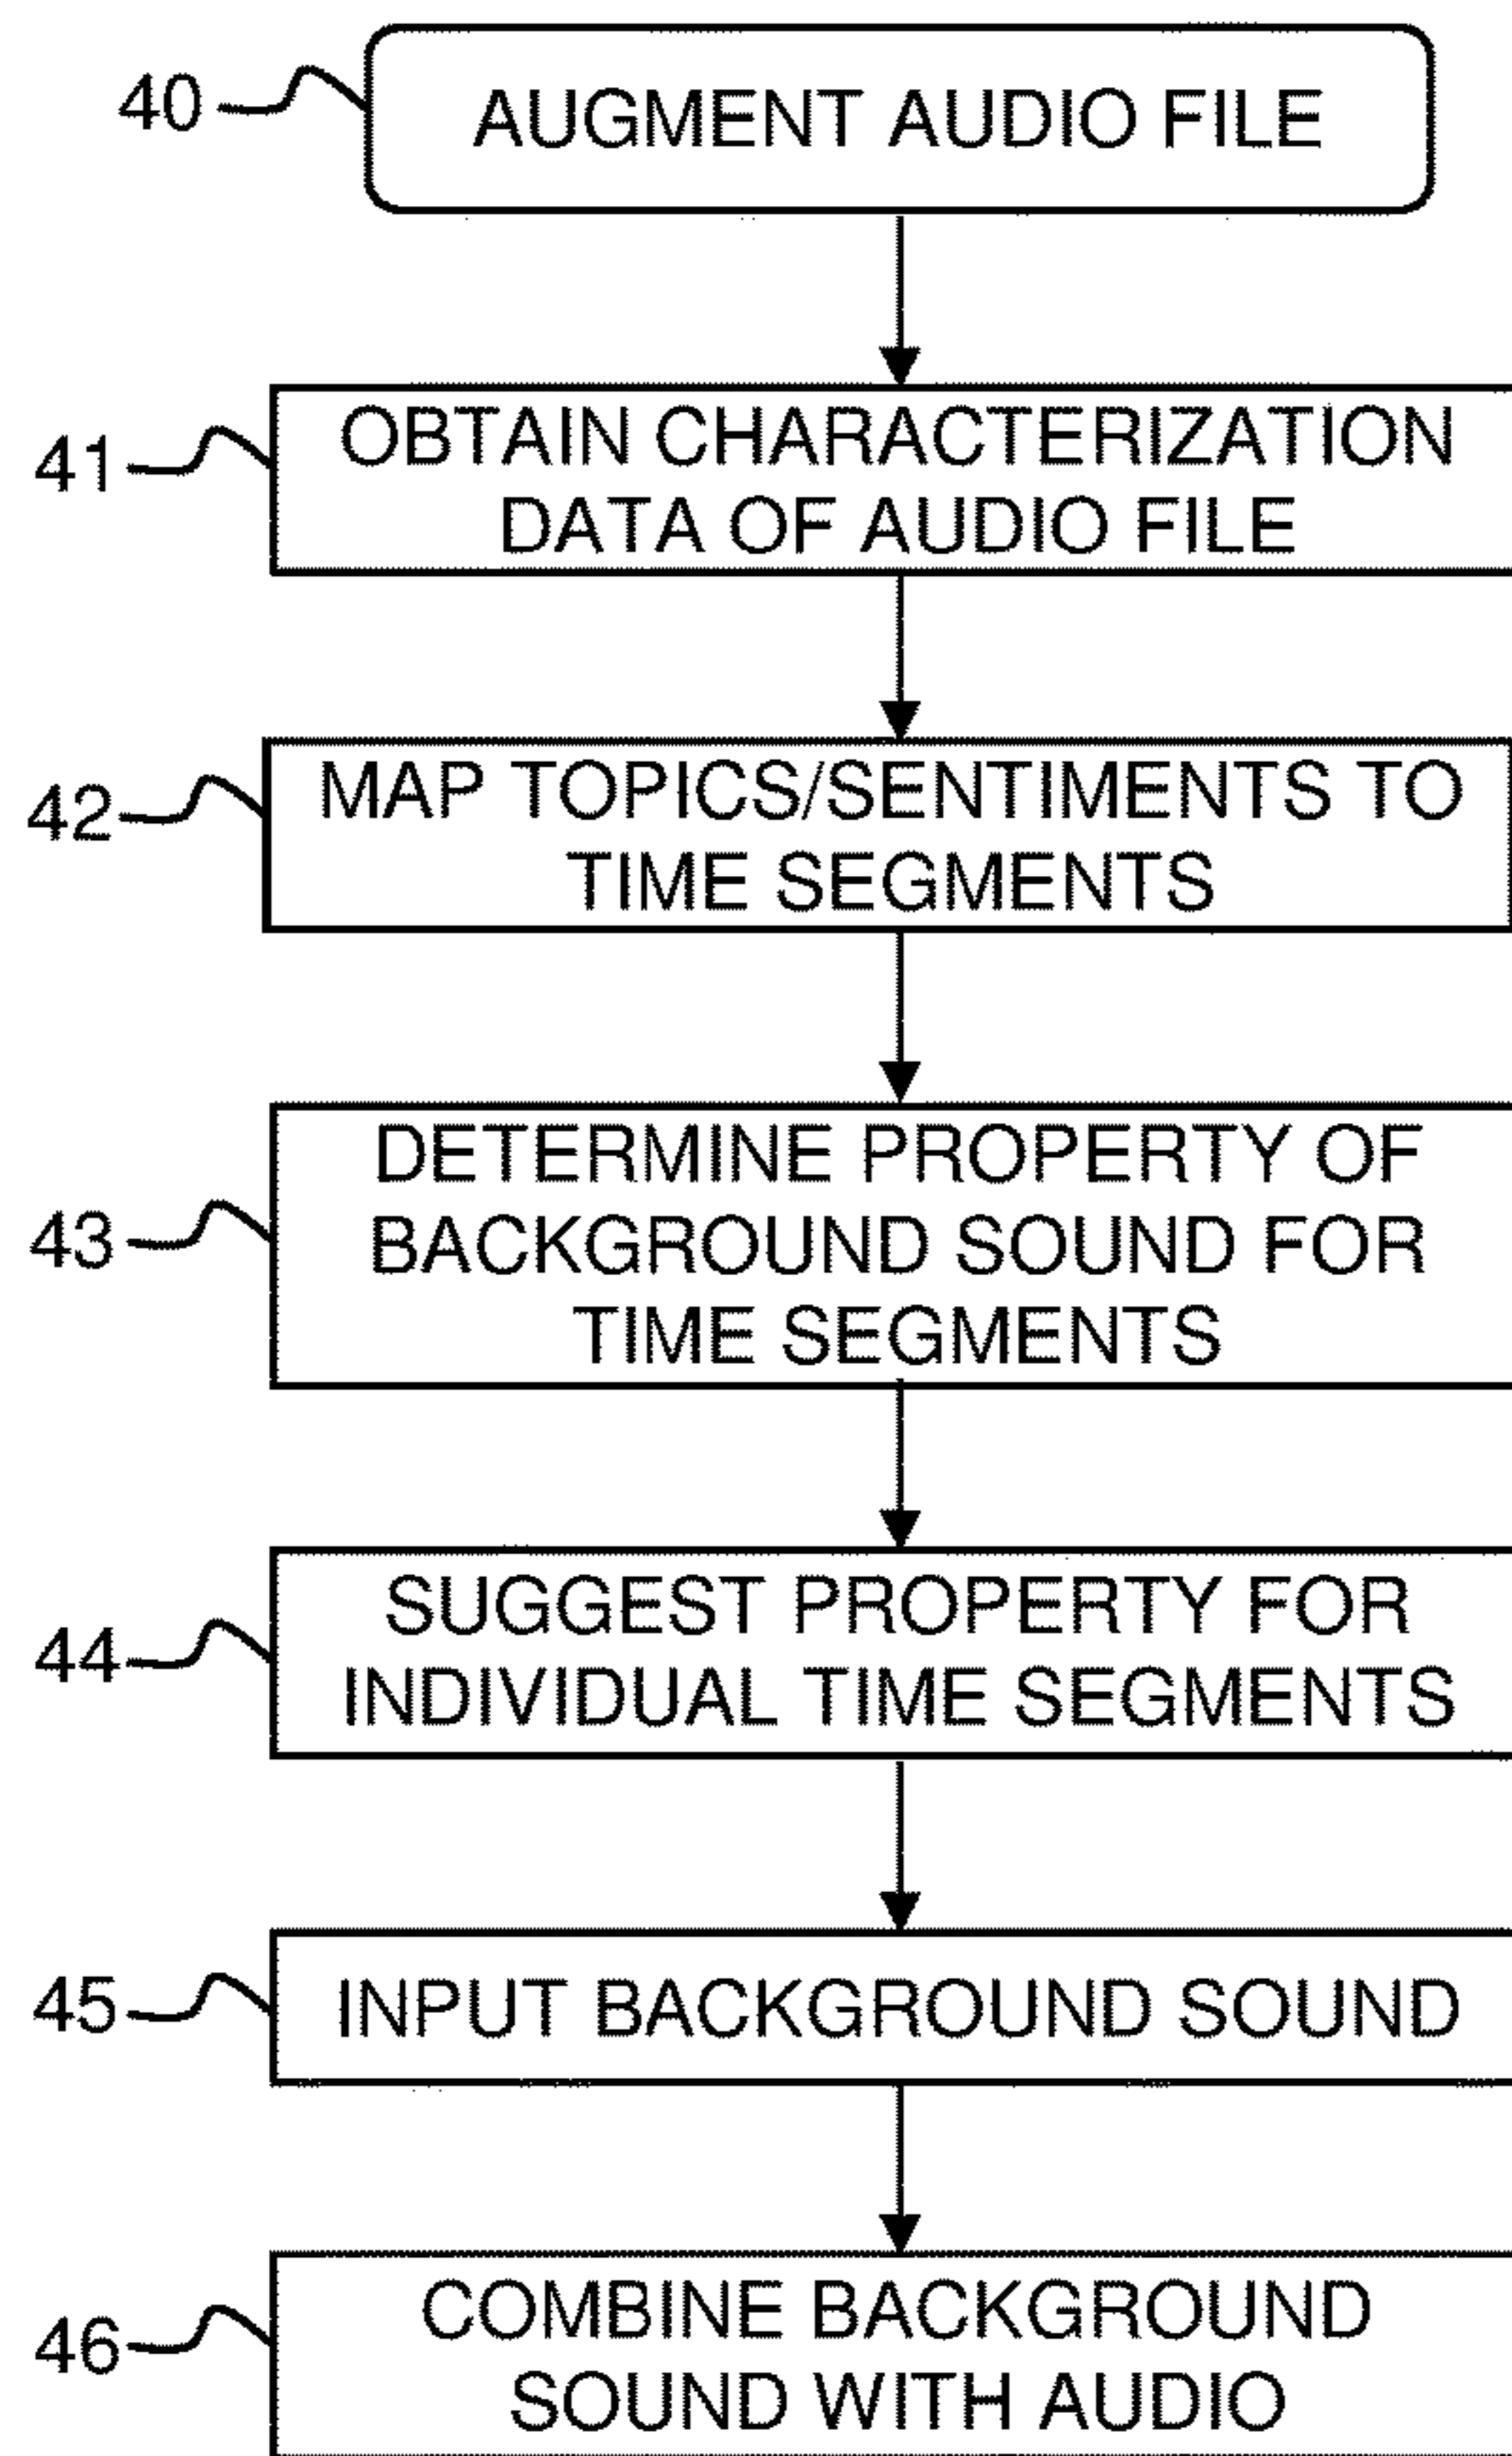 40
AUGMENT AUDIO FILE
41
OBTAIN CHARACTERIZATION
DATA OF AUDIO FILE
42
MAP TOPICS/SENTIMENTS TO
TIME SEGMENTS
43
DETERMINE PROPERTY OF
BACKGROUND SOUND FOR
TIME SEGMENTS
44
SUGGEST PROPERTY FOR
INDIVIDUAL TIME SEGMENTS
45
INPUT BACKGROUND SOUND
46
COMBINE BACKGROUND
SOUND WITH AUDIO